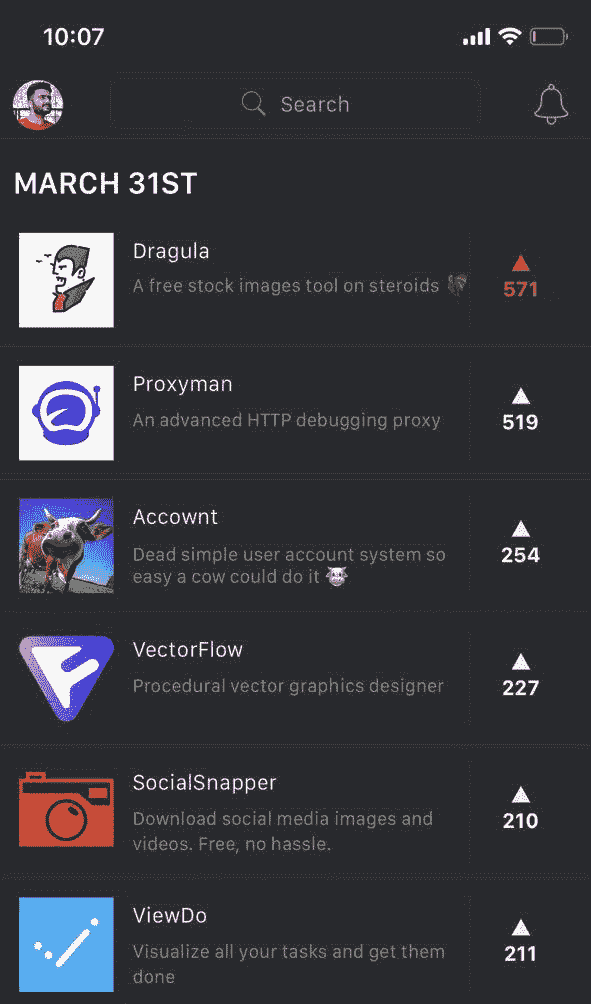 10:07
Search
MARCH 31ST
Dragula
A free stock images tool on steroids
571
Proxyman
An advanced HTTP debugging proxy
519
Accownt
Dead simple user account system so
easy a cow could do it 🐮
254
VectorFlow
Procedural vector graphics designer
227
SocialSnapper
Download social media images and
videos. Free, no hassle.
210
ViewDo
Visualize all your tasks and get them
done
211